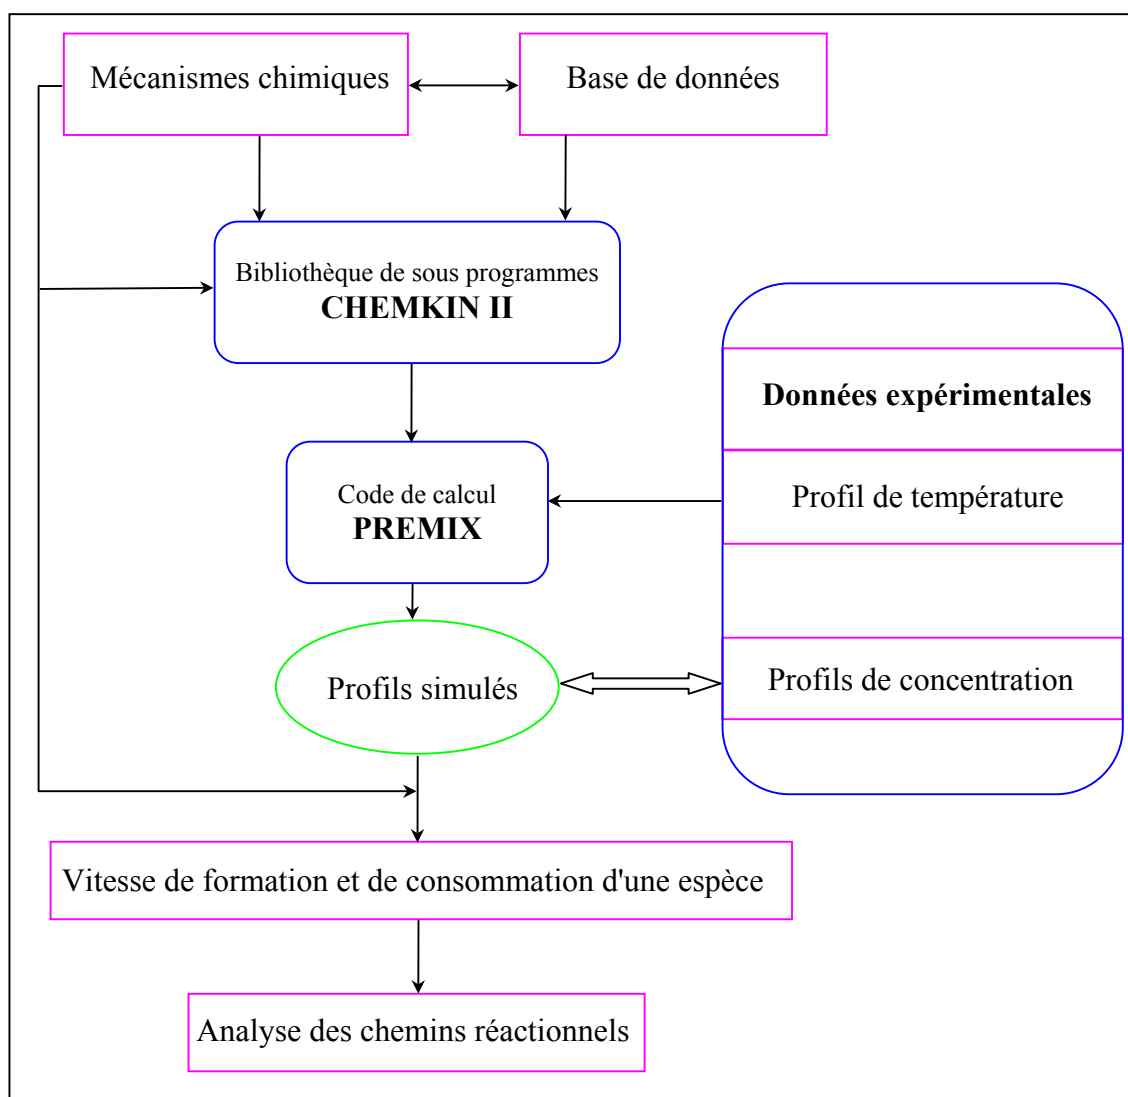 Mécanismes chimiques
Base de données
Bibliothèque de sous programmes
CHEMKIN II
Données expérimentales
Code de calcul
PREMIX
Profil de température
Profils simulés
Profils de concentration
Vitesse de formation et de consommation d'une espèce
Analyse des chemins réactionnels